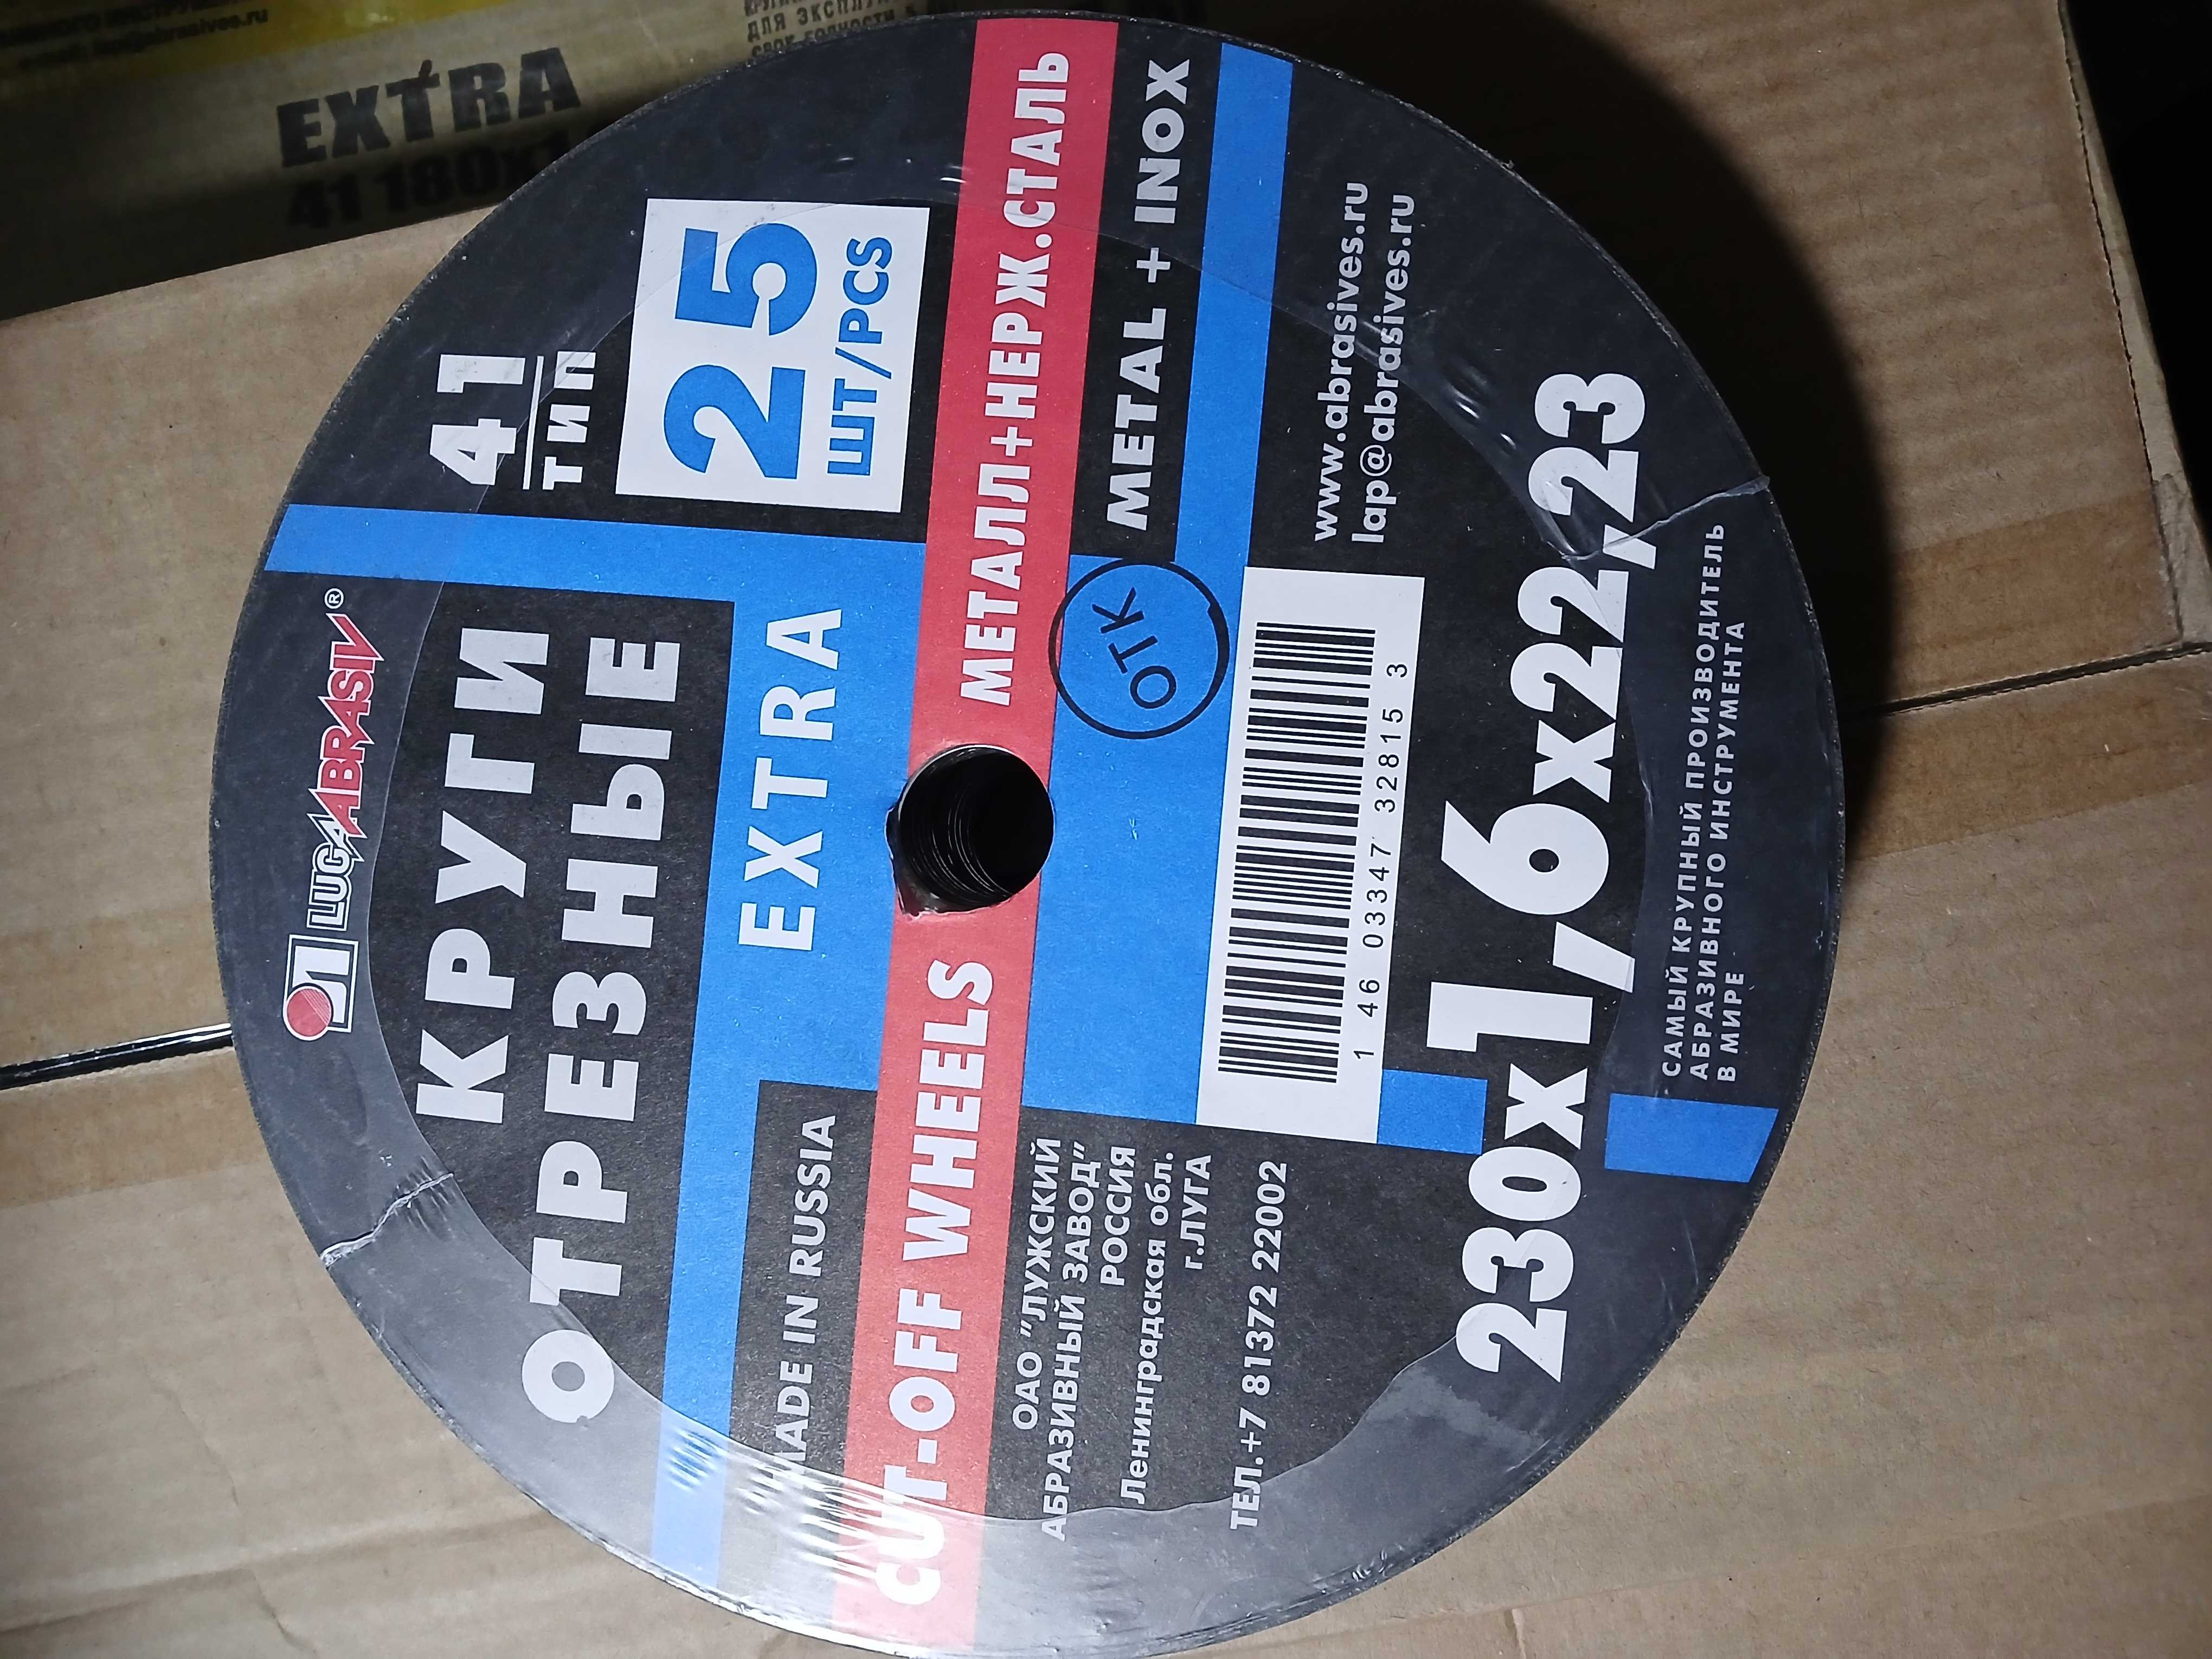 LUGAABRASIV®
КРУГИ
ОТРЕЗНЫЕ
41
ТИП
EXTRA
25
ШТ/PCS
MADE IN RUSSIA
CUT-OFF WHEELS
МЕТАЛЛ+НЕРЖ.СТАЛЬ
METAL + INOX
ОАО "ЛУЖСКИЙ
АБРАЗИВНЫЙ ЗАВОД"
РОССИЯ
Ленинградская обл.
г.ЛУГА
ТЕЛ.+7 81372 22002
ОТК
1 46 03347 32815 3
www.abrasives.ru
lap@abrasives.ru
230x1,6x22,23
САМЫЙ КРУПНЫЙ ПРОИЗВОДИТЕЛЬ
АБРАЗИВНОГО ИНСТРУМЕНТА
В МИРЕ
EXTRA
41 180x1
ДЛЯ ЭКСПЛУ